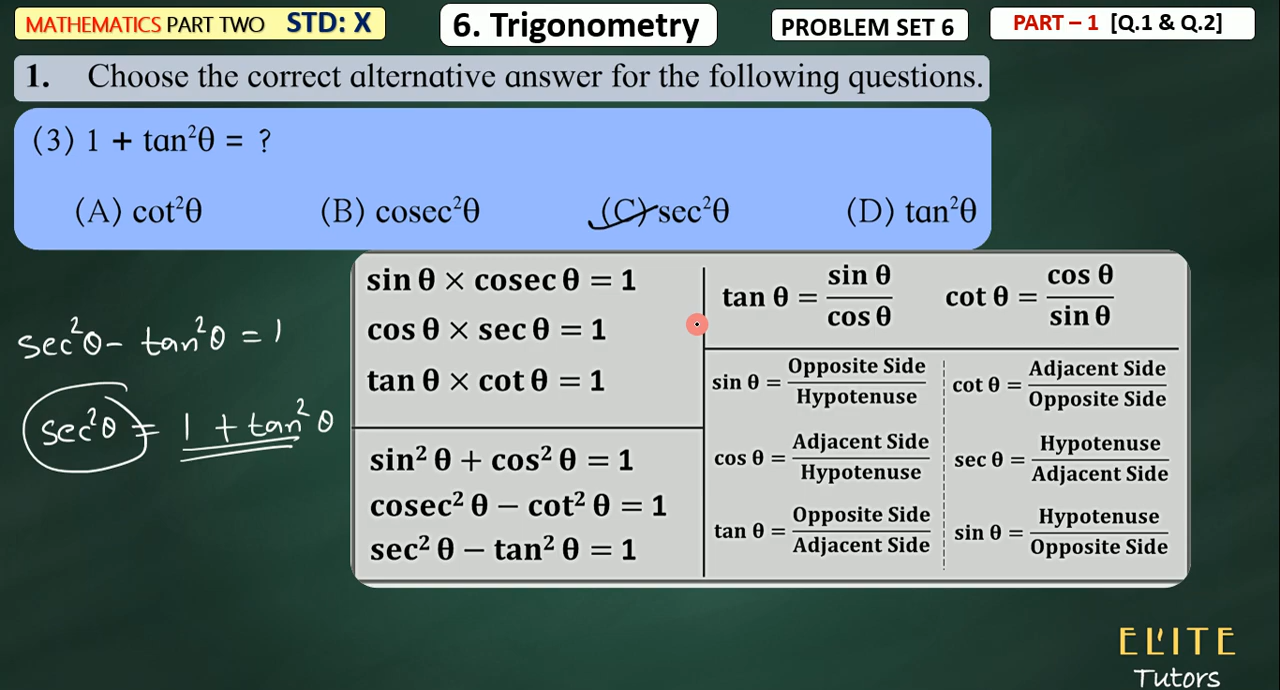 MATHEMATICS PART TWO STD: X
6. Trigonometry
PROBLEM SET 6
PART – 1 [Q.1 & Q.2]
1. Choose the correct alternative answer for the following questions.
(3) 1 + tan²θ = ?
(A) cot²θ (B) cosec²θ (C) sec²θ (D) tan²θ
sec²θ - tan²θ = 1
sec²θ = 1 + tan²θ
sin θ × cosec θ = 1
cos θ × sec θ = 1
tan θ × cot θ = 1
sin² θ + cos² θ = 1
cosec² θ − cot² θ = 1
sec² θ − tan² θ = 1
tan θ = sin θ / cos θ
cot θ = cos θ / sin θ
sin θ = Opposite Side / Hypotenuse
cos θ = Adjacent Side / Hypotenuse
tan θ = Opposite Side / Adjacent Side
cot θ = Adjacent Side / Opposite Side
sec θ = Hypotenuse / Adjacent Side
sin θ = Hypotenuse / Opposite Side
ELITE
Tutors